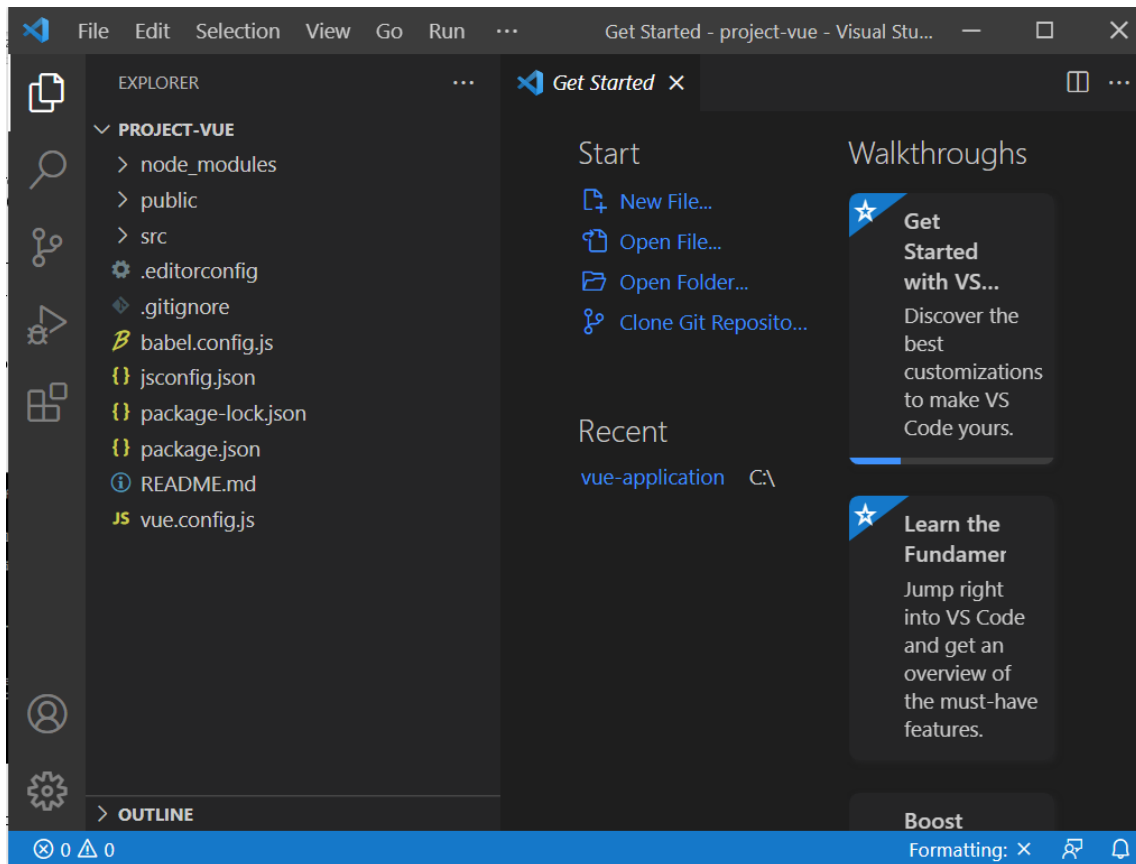 File Edit Selection View Go Run ··· Get Started - project-vue - Visual Stu...
EXPLORER ···
Get Started
PROJECT-VUE
node_modules
public
src
.editorconfig
.gitignore
babel.config.js
{} jsconfig.json
{} package-lock.json
{} package.json
README.md
JS vue.config.js
OUTLINE
Start
New File...
Open File...
Open Folder...
Clone Git Reposito...
Recent
vue-application C:\
Walkthroughs
Get
Started
with VS...
Discover the
best
customizations
to make VS
Code yours.
Learn the
Fundamer
Jump right
into VS Code
and get an
overview of
the must-have
features.
Boost
0 0
Formatting: ×